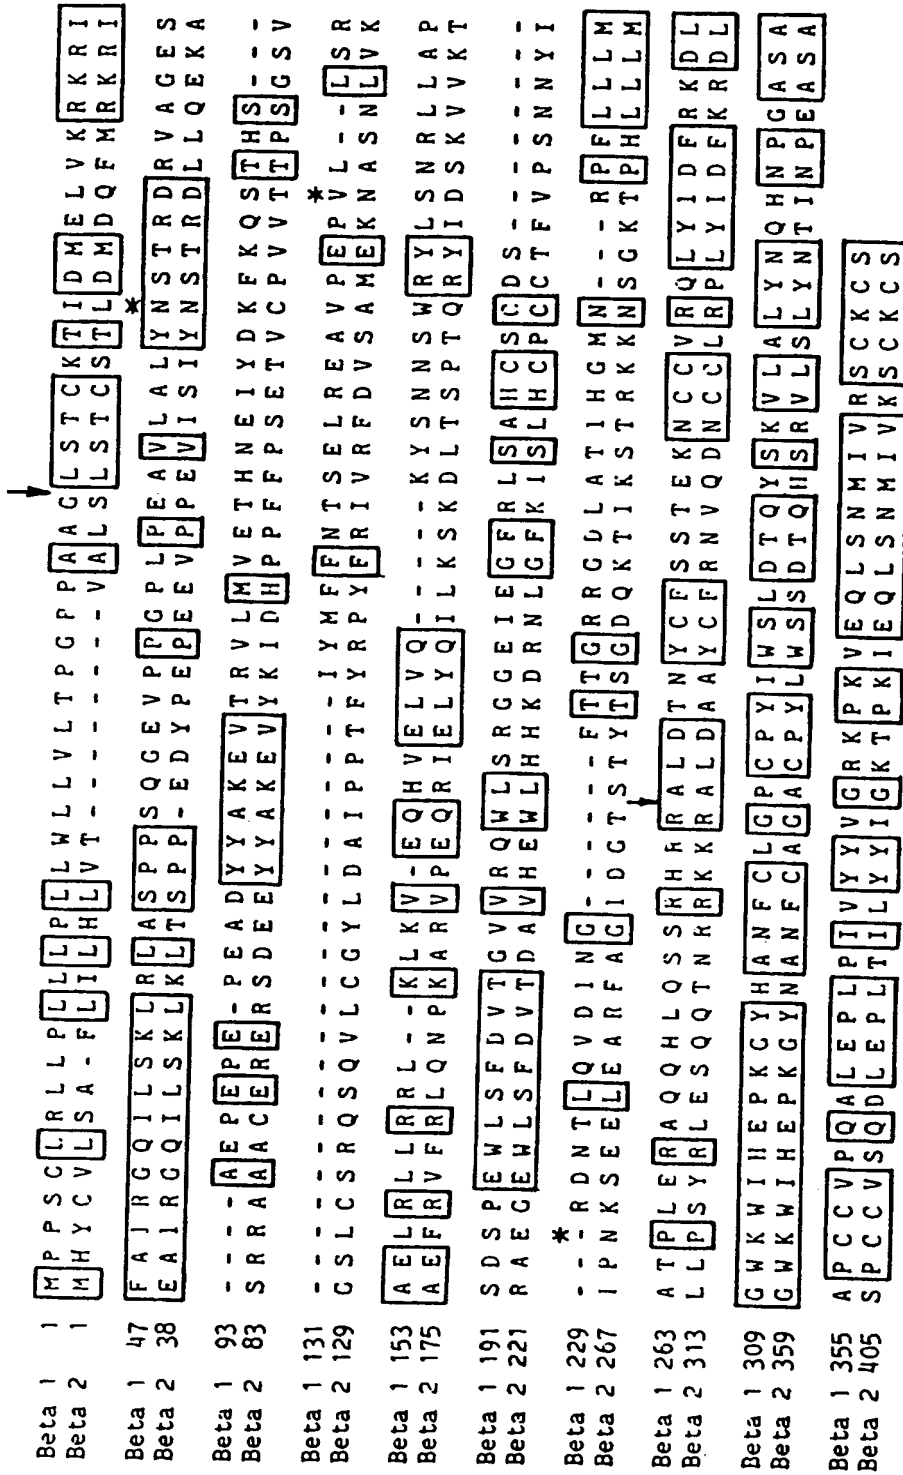 Beta 1 1 M P P S C L R L L P L L L P L L W L L V L T P G P P A A G L S T C K T I D M E L V K R K R I
Beta 2 1 M H Y C V L S A - F L I L H L V T - - - - - - - - V A L S L S T C S T L D M D Q F M R K R I
*
Beta 1 47 F A I R G Q I L S K L R L A S P P S Q G E V P P G P L P E A V L A L Y N S T R D R V A G E S
Beta 2 38 E A I R G Q I L S K L K L T S P P - E D Y P E P E E V P P E V I S I Y N S T R D L L Q E K A
Beta 1 93 - - - - A E P E P E - P E A D Y Y A K E V T R V L M V E T H N E I Y D K F K Q S T H S - - -
Beta 2 83 S R R A A A C E R E R S D E E Y Y A K E V Y K I D H P P F F P S E T V C P V V T T P S G S V
*
Beta 1 131 - - - - - - - - - - - - - - - - - - - - - - I Y M F F N T S E L R E A V P E P V L - - L S R
Beta 2 129 G S L C S R Q S Q V L C G Y L D A I P P T F Y R P Y F R I V R F D V S A M E K N A S N L V K
Beta 1 153 A E L R L L R R L - - K L K V - E Q H V E L V Q - - - - - K Y S N N S W R Y L S N R L L A P
Beta 2 175 A E F R V F R L Q N P K A R V P E Q R I E L Y Q I L K S K D L T S P T Q R Y I D S K V V K T
Beta 1 191 S D S P E W L S F D V T G V V R Q W L S R G G E I E G F R L S A H C S C D S - - - - - - - -
Beta 2 221 R A E G E W L S F D V T D A V H E W L H H K D R N L G F K I S L H C P C C T F V P S N N Y I
*
Beta 1 229 - - - R D N T L Q V D I N G - - - - - - F T T G R R G D L A T I H G M N - - - R P F L L L M
Beta 2 267 I P N K S E E L E A R F A G I D G T S T Y T S G D Q K T I K S T R K K N S G K T P H L L L M
Beta 1 263 A T P L E R A Q Q H L Q S S R H R R A L D T N Y C F S S T E K N C C V R Q L Y I D F R K D L
Beta 2 313 L L P S Y R L E S Q Q T N R R K K R A L D A A Y C F R N V Q D N C C L R P L Y I D F K R D L
Beta 1 309 G W K W I H E P K G Y H A N F C L G P C P Y I W S L D T Q Y S K V L A L Y N Q H N P G A S A
Beta 2 359 G W K W I H E P K G Y N A N F C A G A C P Y L W S S D T Q H S R V L S L Y N T I N P E A S A
Beta 1 355 A P C C V P Q A L E P L P I V Y Y V G R K P K V E Q L S N M I V R S C K C S
Beta 2 405 S P C C V S Q D L E P L T I L Y Y I G K T P K I E Q L S N M I V K S C K C S